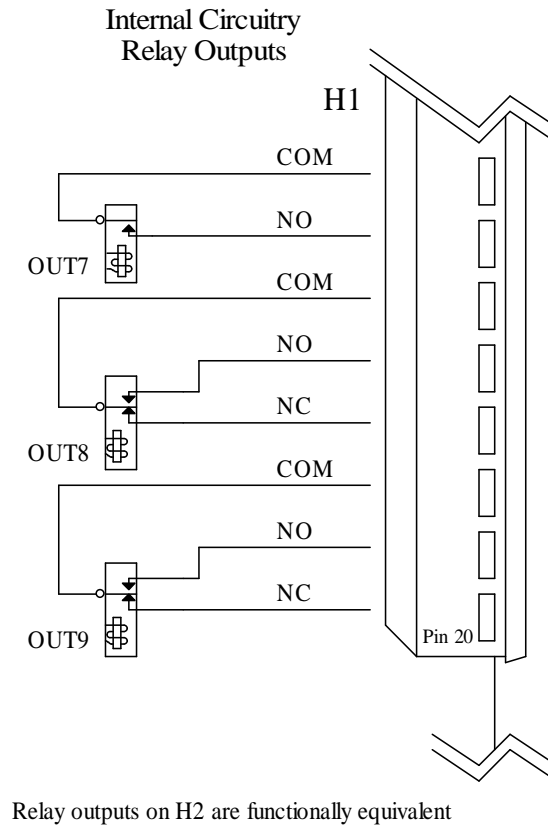 Internal Circuitry
Relay Outputs
H1
COM
NO
OUT7
COM
NO
NC
OUT8
COM
NO
NC
OUT9
Pin 20
Relay outputs on H2 are functionally equivalent